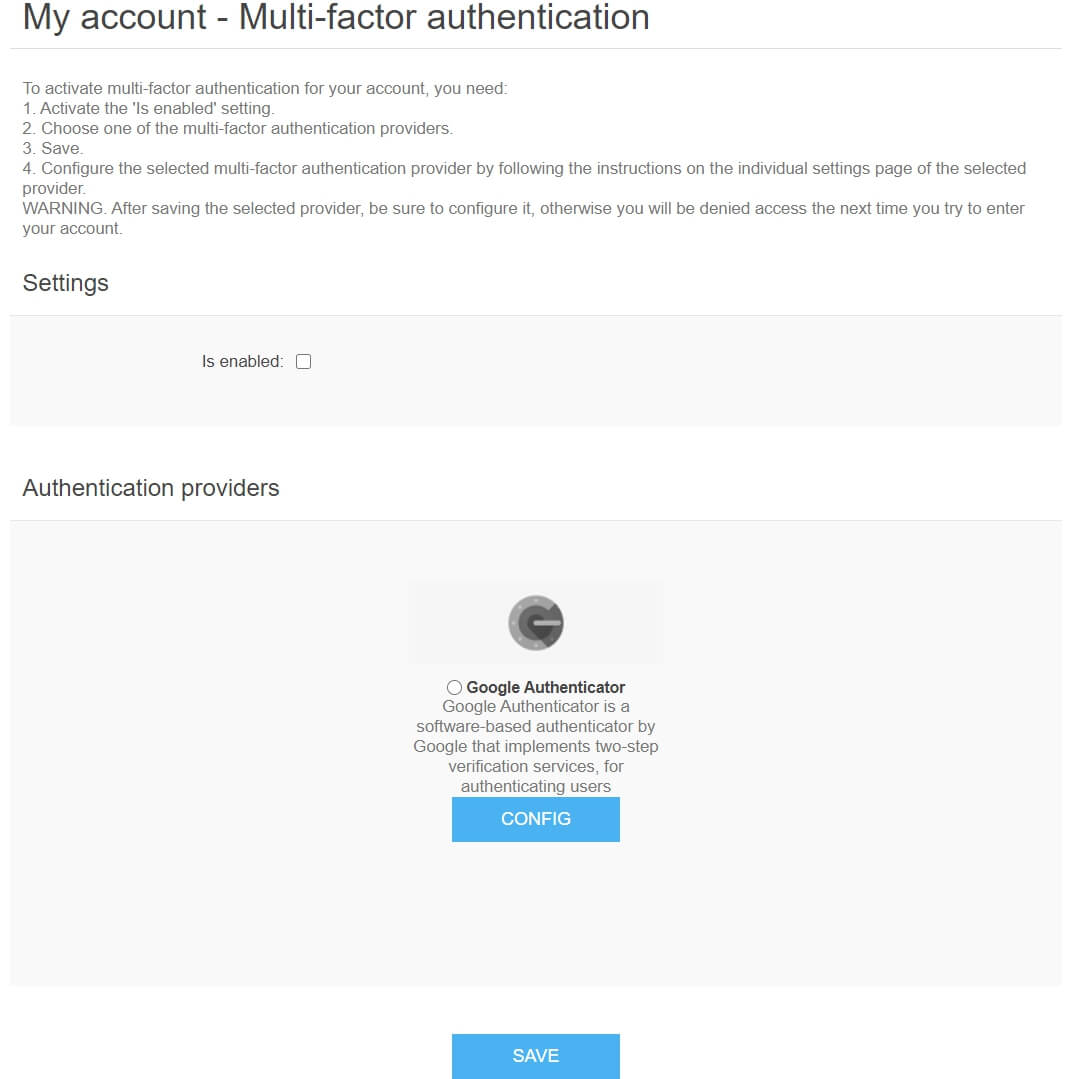 My account - Multi-factor authentication
To activate multi-factor authentication for your account, you need:
1. Activate the 'Is enabled' setting.
2. Choose one of the multi-factor authentication providers.
3. Save.
4. Configure the selected multi-factor authentication provider by following the instructions on the individual settings page of the selected
provider.
WARNING. After saving the selected provider, be sure to configure it, otherwise you will be denied access the next time you try to enter
your account.
Settings
Is enabled:
Authentication providers
Google Authenticator
Google Authenticator is a
software-based authenticator by
Google that implements two-step
verification services, for
authenticating users
CONFIG
SAVE